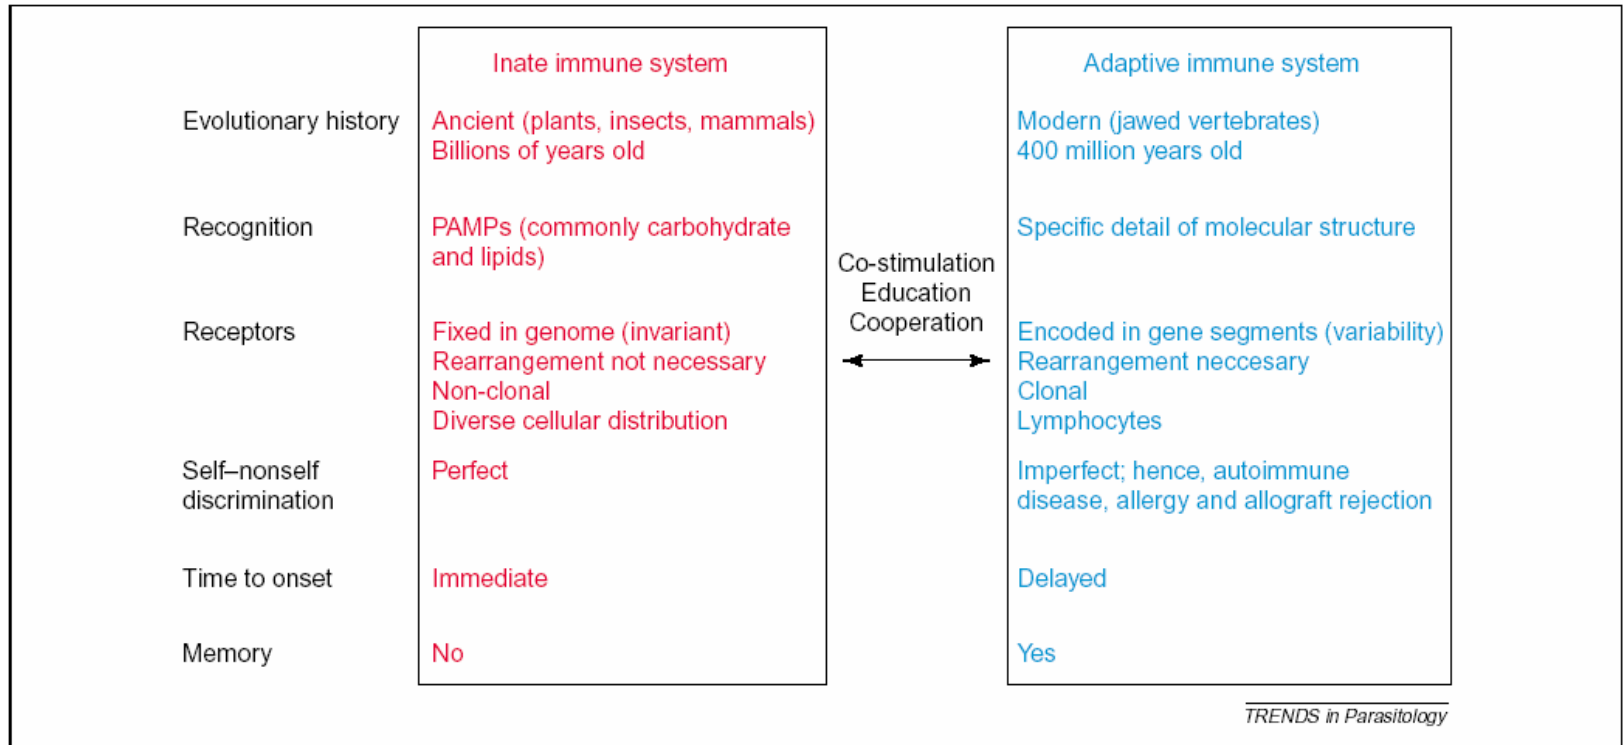 Inate immune system
Adaptive immune system
Evolutionary history
Ancient (plants, insects, mammals)
Billions of years old
Modern (jawed vertebrates)
400 million years old
Recognition
PAMPs (commonly carbohydrate
and lipids)
Specific detail of molecular structure
Co-stimulation
Education
Cooperation
Receptors
Fixed in genome (invariant)
Rearrangement not necessary
Non-clonal
Diverse cellular distribution
Encoded in gene segments (variability)
Rearrangement neccesary
Clonal
Lymphocytes
Self–nonself
discrimination
Perfect
Imperfect; hence, autoimmune
disease, allergy and allograft rejection
Time to onset
Immediate
Delayed
Memory
No
Yes
TRENDS in Parasitology